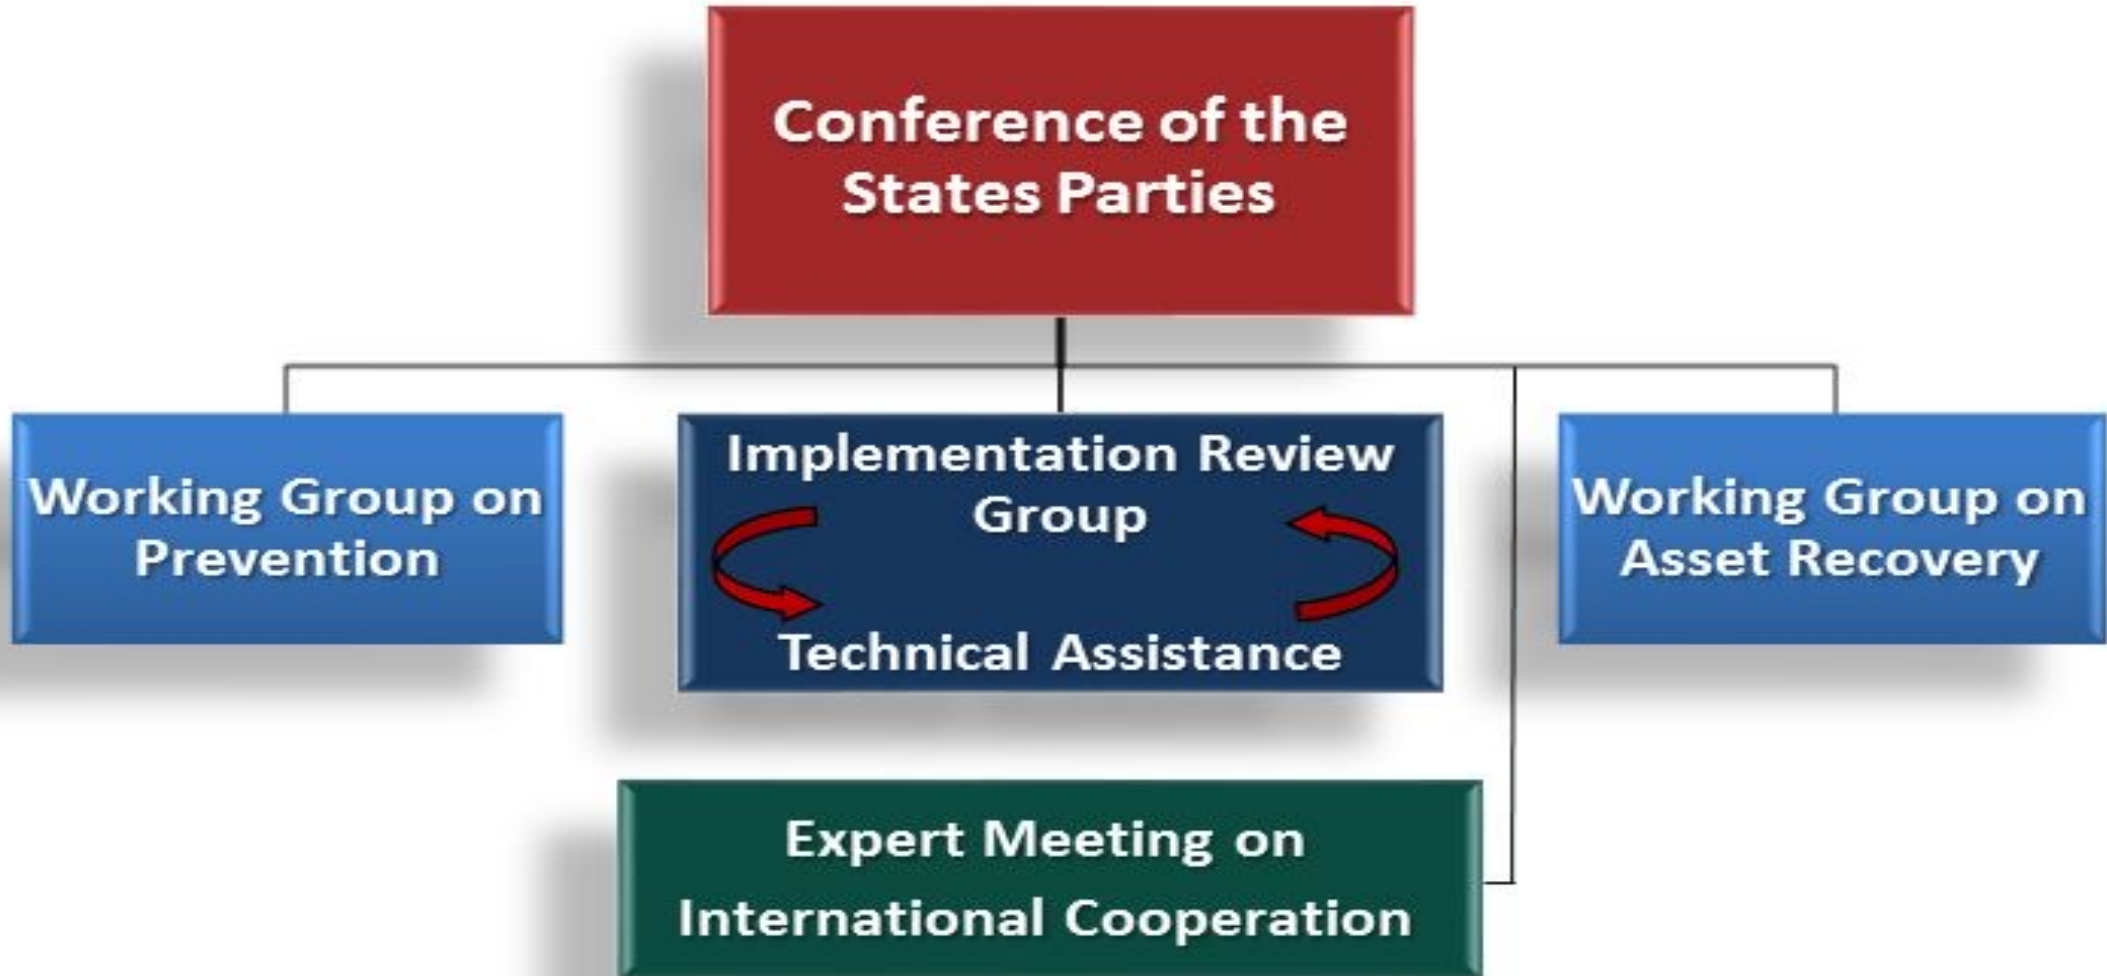 Conference of the
States Parties
Working Group on
Prevention
Implementation Review
Group
Technical Assistance
Working Group on
Asset Recovery
Expert Meeting on
International Cooperation